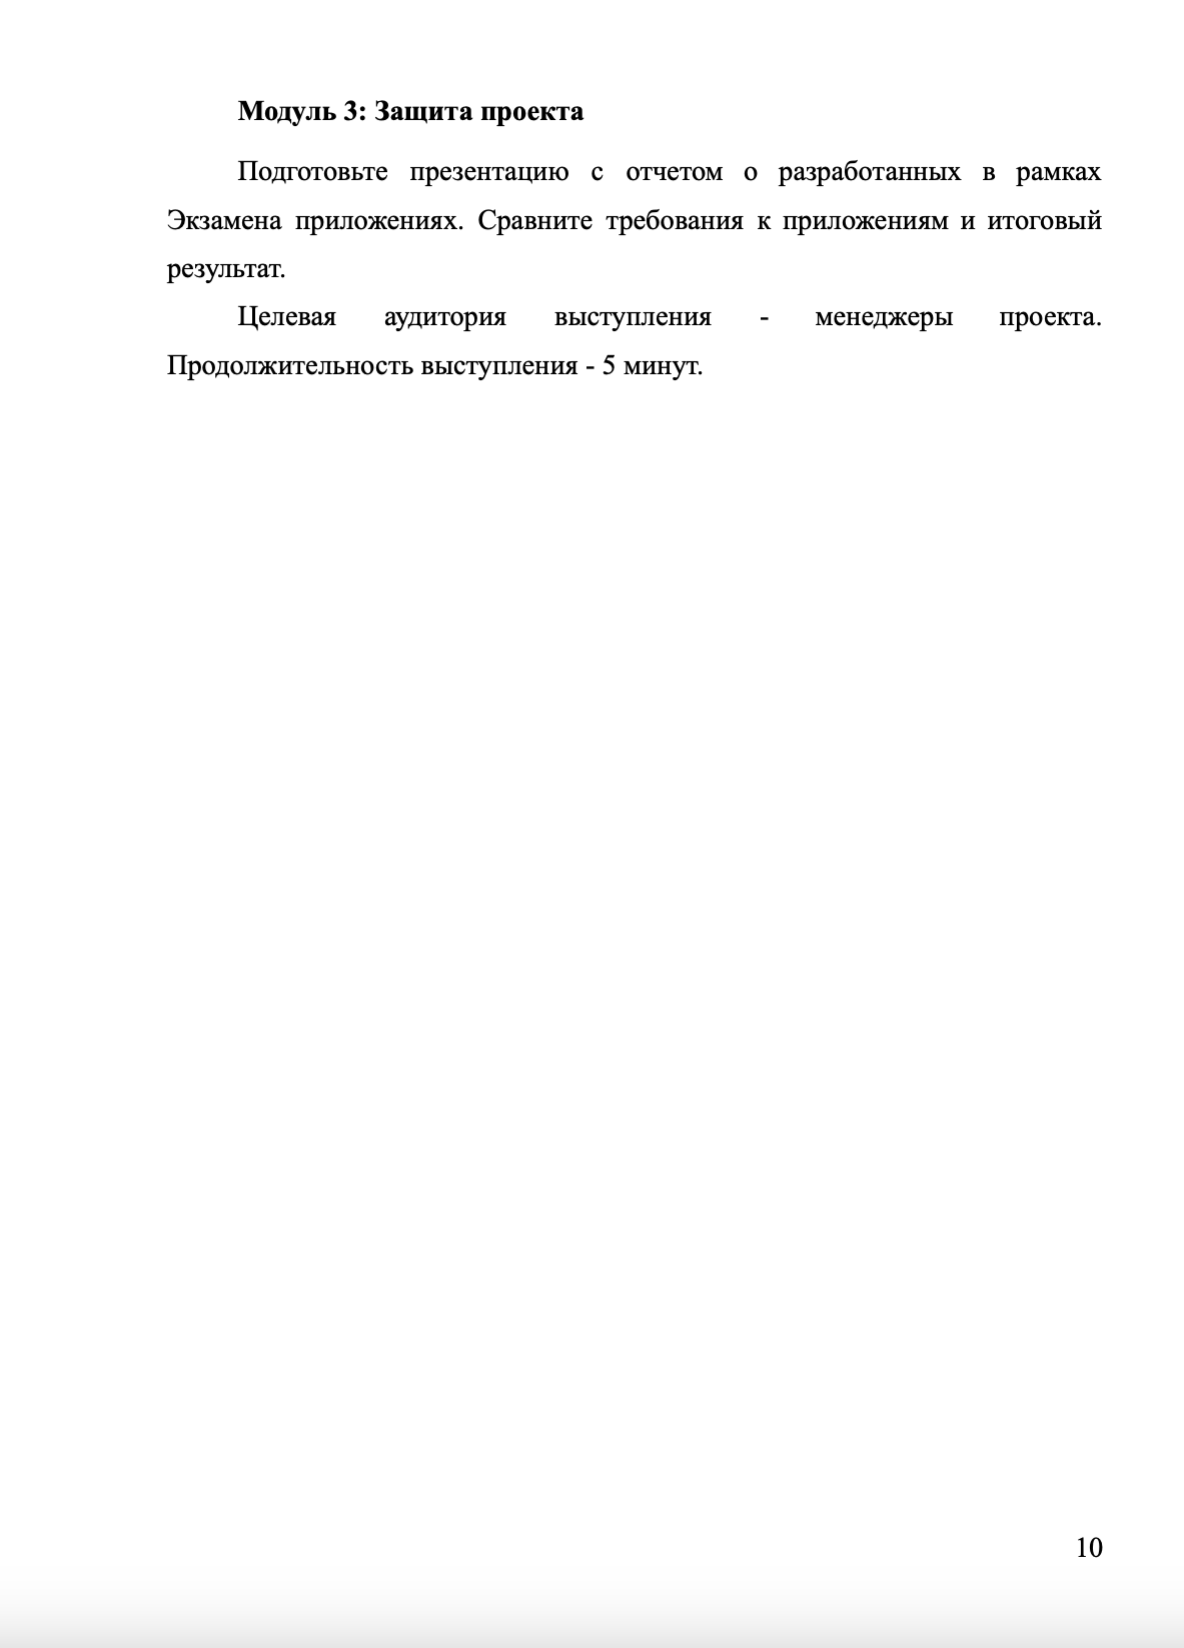 Модуль 3: Защита проекта
Подготовьте презентацию с отчетом о разработанных в рамках
Экзамена приложениях. Сравните требования к приложениям и итоговый
результат.
Целевая аудитория выступления - менеджеры проекта.
Продолжительность выступления - 5 минут.
10